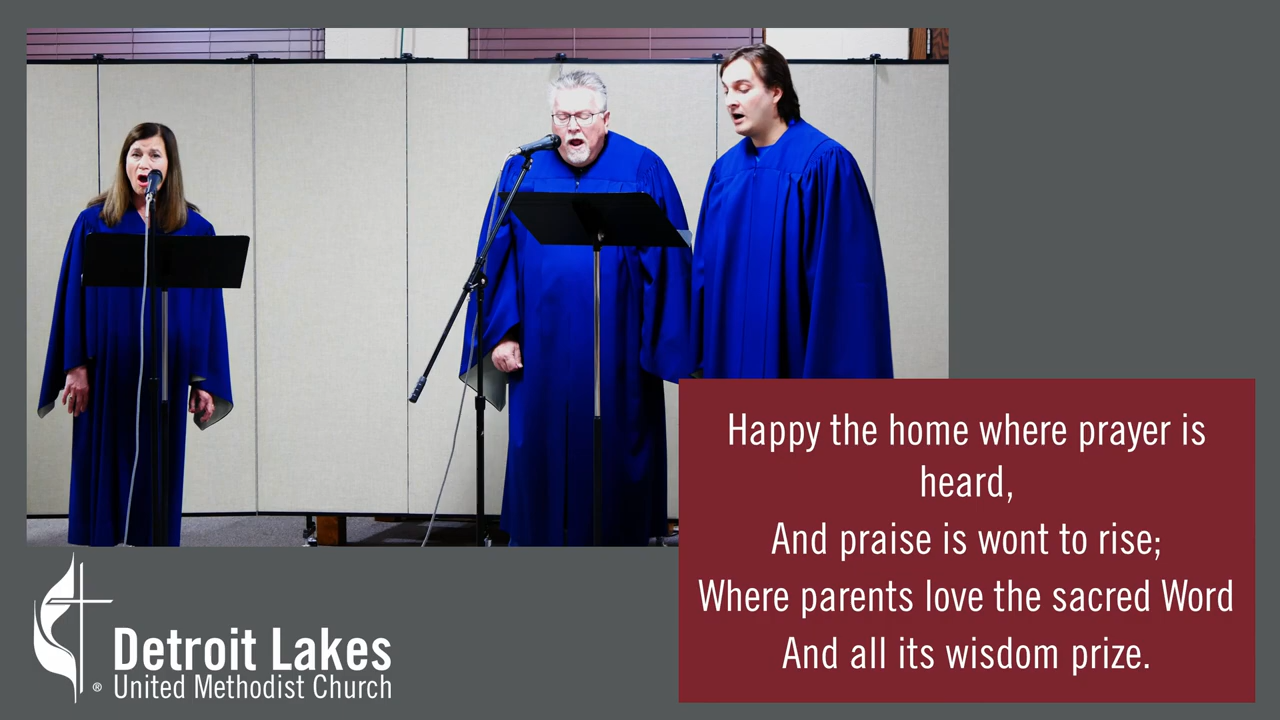 Happy the home where prayer is
heard,
And praise is wont to rise;
Where parents love the sacred Word
And all its wisdom prize.
Detroit Lakes
® United Methodist Church